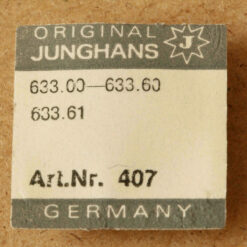 ORIGINAL
JUNGHANS J
633.00—633.60
633.61
Art.Nr. 407
GERMANY